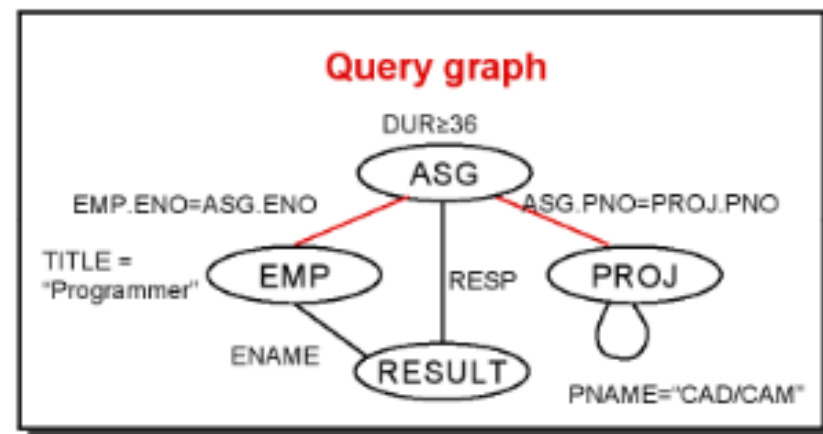 Query graph
DUR≥36
ASG
EMP.ENO=ASG.ENO
ASG.PNO=PROJ.PNO
TITLE =
"Programmer"
EMP
RESP
PROJ
ENAME
RESULT
PNAME="CAD/CAM"